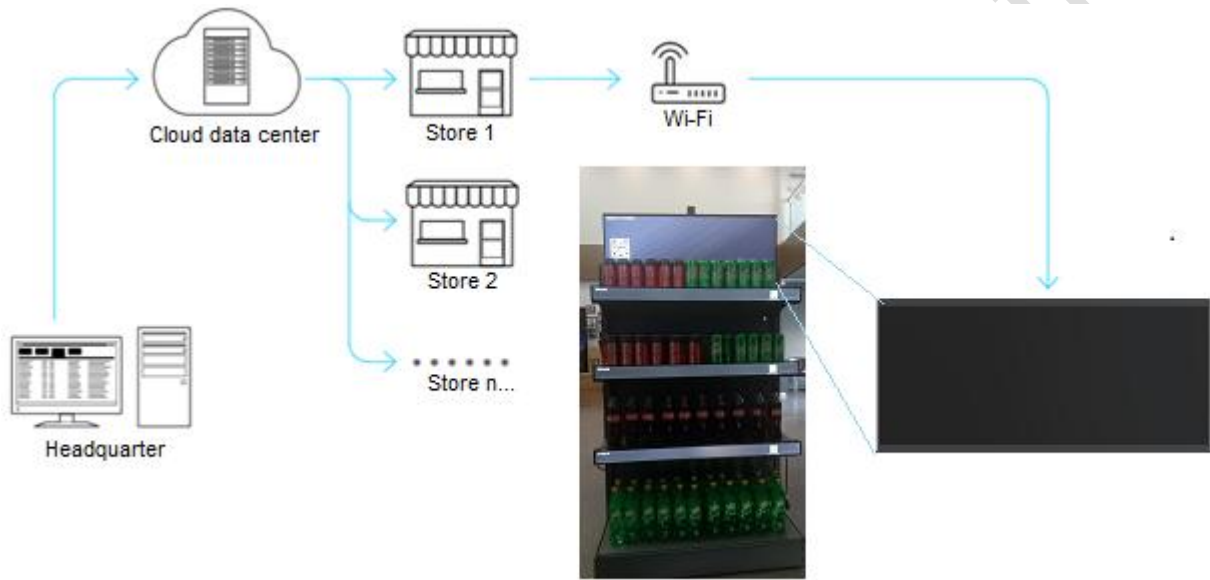 Cloud data center
Store 1
Wi-Fi
Store 2
Store n...
Headquarter